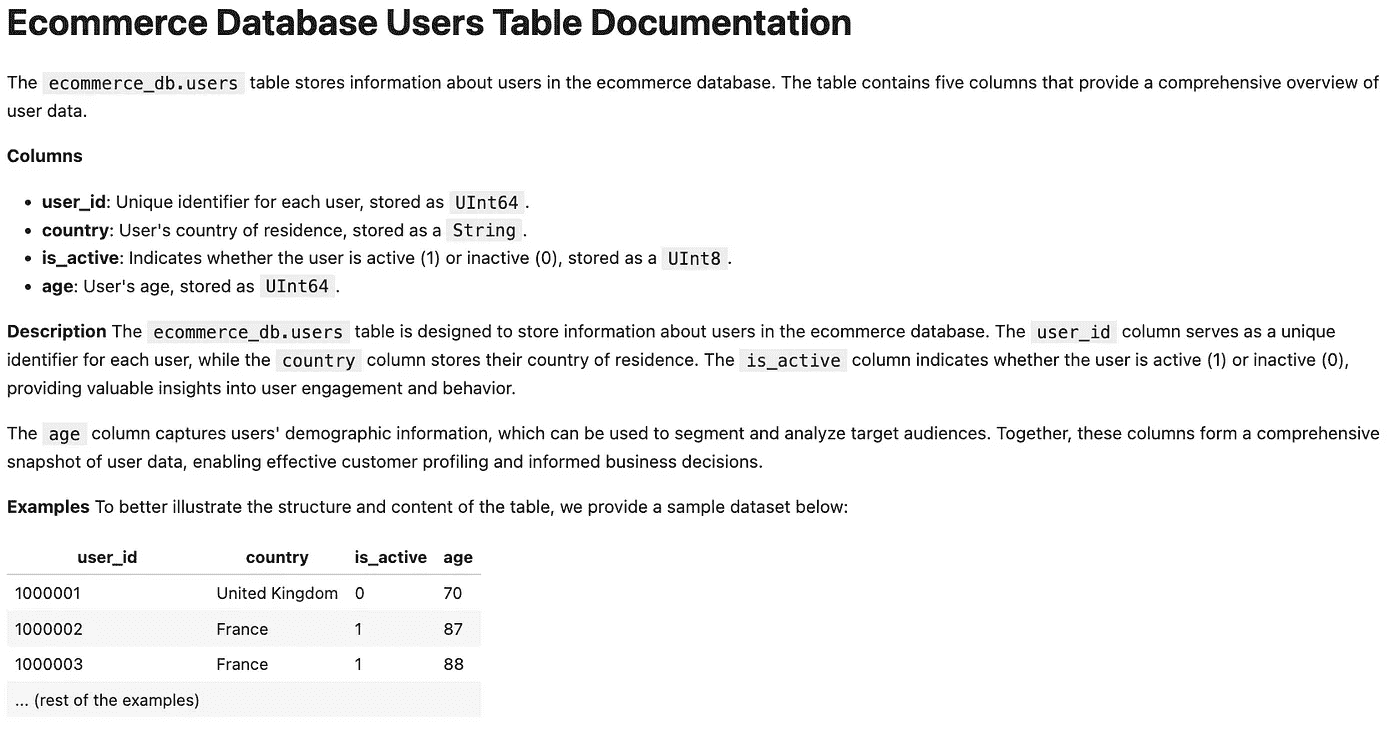 Ecommerce Database Users Table Documentation
The ecommerce_db.users table stores information about users in the ecommerce database. The table contains five columns that provide a comprehensive overview of
user data.
Columns
• user_id: Unique identifier for each user, stored as UInt64.
• country: User's country of residence, stored as a String.
• is_active: Indicates whether the user is active (1) or inactive (0), stored as a UInt8.
• age: User's age, stored as UInt64.
Description The ecommerce_db.users table is designed to store information about users in the ecommerce database. The user_id column serves as a unique
identifier for each user, while the country column stores their country of residence. The is_active column indicates whether the user is active (1) or inactive (0),
providing valuable insights into user engagement and behavior.
The age column captures users' demographic information, which can be used to segment and analyze target audiences. Together, these columns form a comprehensive
snapshot of user data, enabling effective customer profiling and informed business decisions.
Examples To better illustrate the structure and content of the table, we provide a sample dataset below:
user_id country is_active age
1000001 United Kingdom 0 70
1000002 France 1 87
1000003 France 1 88
... (rest of the examples)